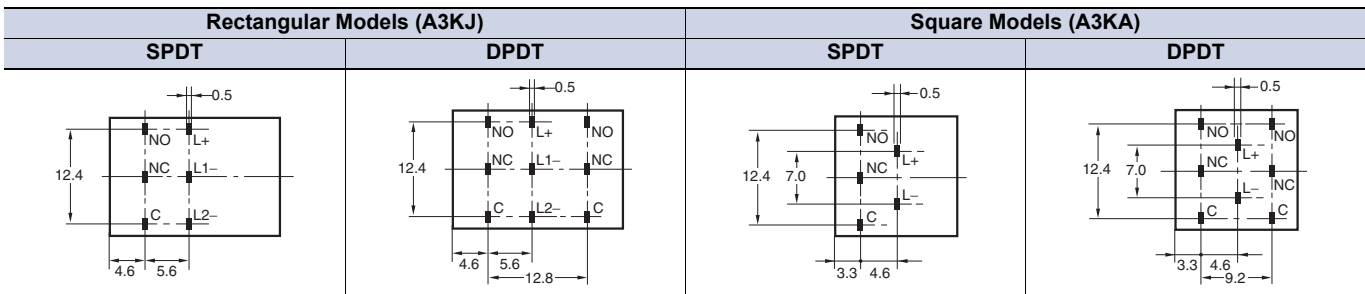 Rectangular Models (A3KJ) Square Models (A3KA)
SPDT DPDT SPDT DPDT
0.5
NO L+
12.4 NC L1–
C L2–
4.6 5.6
0.5
NO L+ NO
12.4 NC L1– NC
C L2– C
4.6 5.6
12.8
0.5
NO
L+
12.4 7.0 NC
L–
C
3.3 4.6
0.5
NO NO
L+
12.4 7.0 NC NC
L–
C C
3.3 4.6
9.2